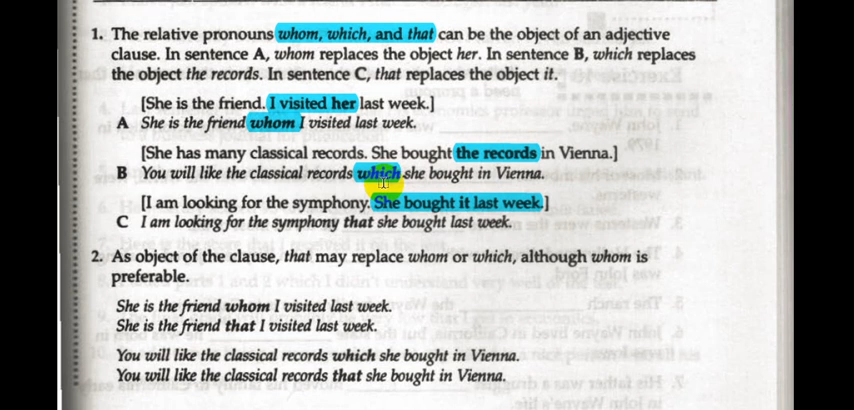 1. The relative pronouns whom, which, and that can be the object of an adjective
clause. In sentence A, whom replaces the object her. In sentence B, which replaces
the object the records. In sentence C, that replaces the object it.
[She is the friend. I visited her last week.]
A She is the friend whom I visited last week.
[She has many classical records. She bought the records in Vienna.]
B You will like the classical records which she bought in Vienna.
[I am looking for the symphony. She bought it last week.]
C I am looking for the symphony that she bought last week.
2. As object of the clause, that may replace whom or which, although whom is
preferable.
She is the friend whom I visited last week.
She is the friend that I visited last week.
You will like the classical records which she bought in Vienna.
You will like the classical records that she bought in Vienna.